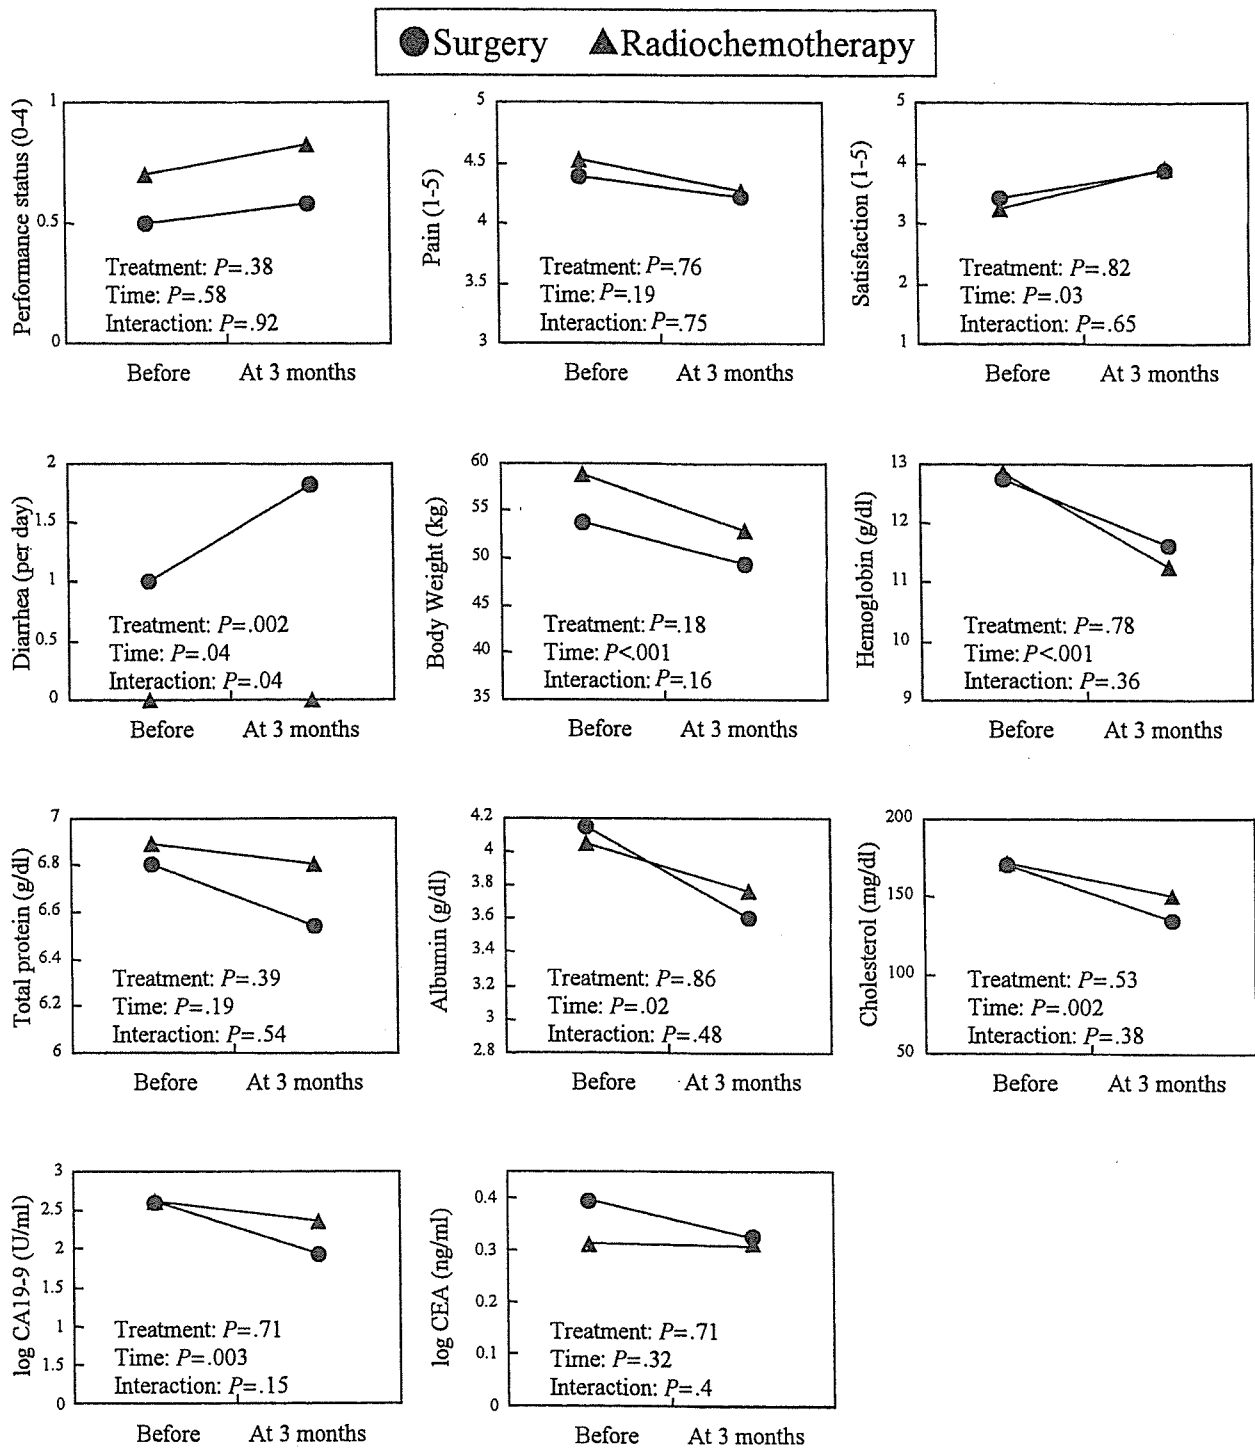 Surgery Radiochemotherapy
Performance status (0-4)
1
0.5
0
Treatment: P=.38
Time: P=.58
Interaction: P=.92
Before At 3 months
Pain (1-5)
5
4.5
4
3.5
3
Treatment: P=.76
Time: P=.19
Interaction: P=.75
Before At 3 months
Satisfaction (1-5)
5
4
3
2
1
Treatment: P=.82
Time: P=.03
Interaction: P=.65
Before At 3 months
Diarrhea (per day)
2
1.5
1
0.5
0
Treatment: P=.002
Time: P=.04
Interaction: P=.04
Before At 3 months
Body Weight (kg)
60
55
50
45
40
35
Treatment: P=.18
Time: P<.001
Interaction: P=.16
Before At 3 months
Hemoglobin (g/dl)
13
12
11
10
9
Treatment: P=.78
Time: P<.001
Interaction: P=.36
Before At 3 months
Total protein (g/dl)
7
6.8
6.6
6.4
6.2
6
Treatment: P=.39
Time: P=.19
Interaction: P=.54
Before At 3 months
Albumin (g/dl)
4.2
4
3.8
3.6
3.4
3.2
3
2.8
Treatment: P=.86
Time: P=.02
Interaction: P=.48
Before At 3 months
Cholesterol (mg/dl)
200
150
100
50
Treatment: P=.53
Time: P=.002
Interaction: P=.38
Before At 3 months
log CA19-9 (U/ml)
3
2.5
2
1.5
1
1.5
0
Treatment: P=.71
Time: P=.003
Interaction: P=.15
Before At 3 months
log CEA (ng/ml)
0.4
0.3
0.2
0.1
0
Treatment: P=.71
Time: P=.32
Interaction: P=.4
Before At 3 months